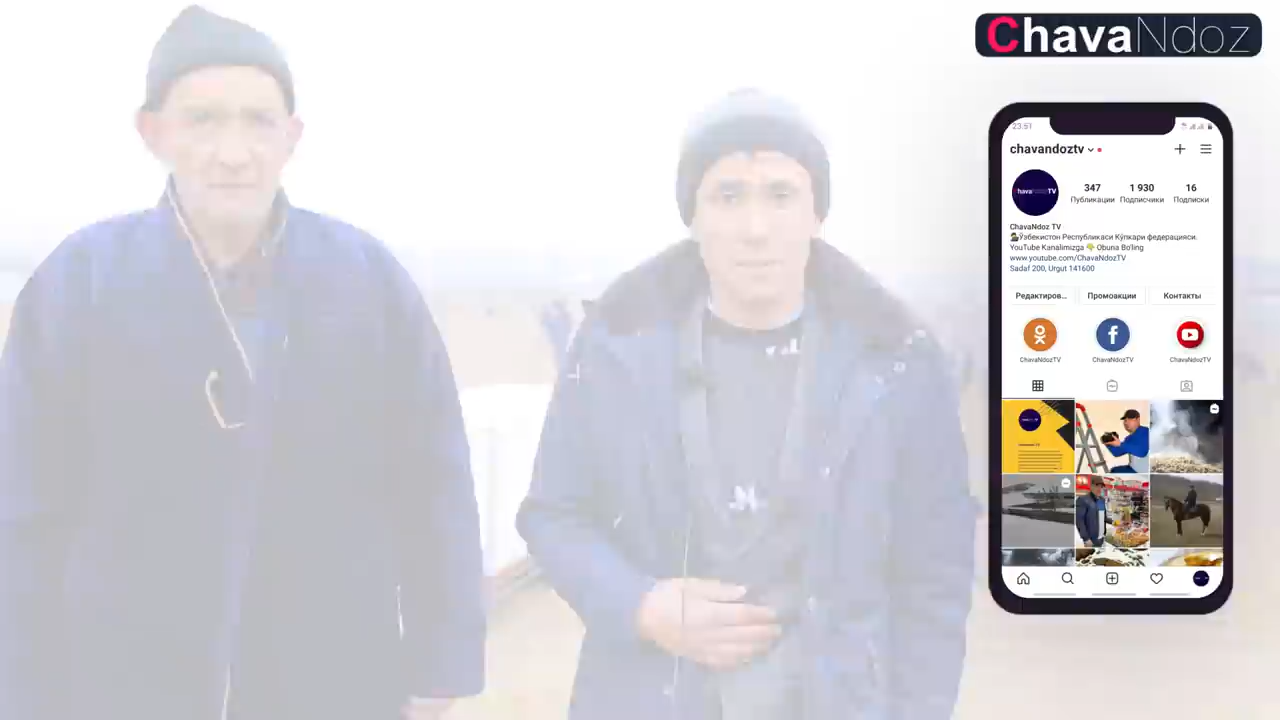 ChavaNdoz
23:51
chavandoztv
347
1 930
16
Публикации
Подписчики
Подписки
ChavaNdoz TV
Ўзбекистон Республикаси Кўпкари федерацияси.
YouTube Kanalimizga Obuna Bo'ling
www.youtube.com/ChavaNdozTV
Sadaf 200, Urgut 141600
Редактиров...
Промоакции
Контакты
ChavaNdozTV
ChavaNdozTV
ChavaNdozTV